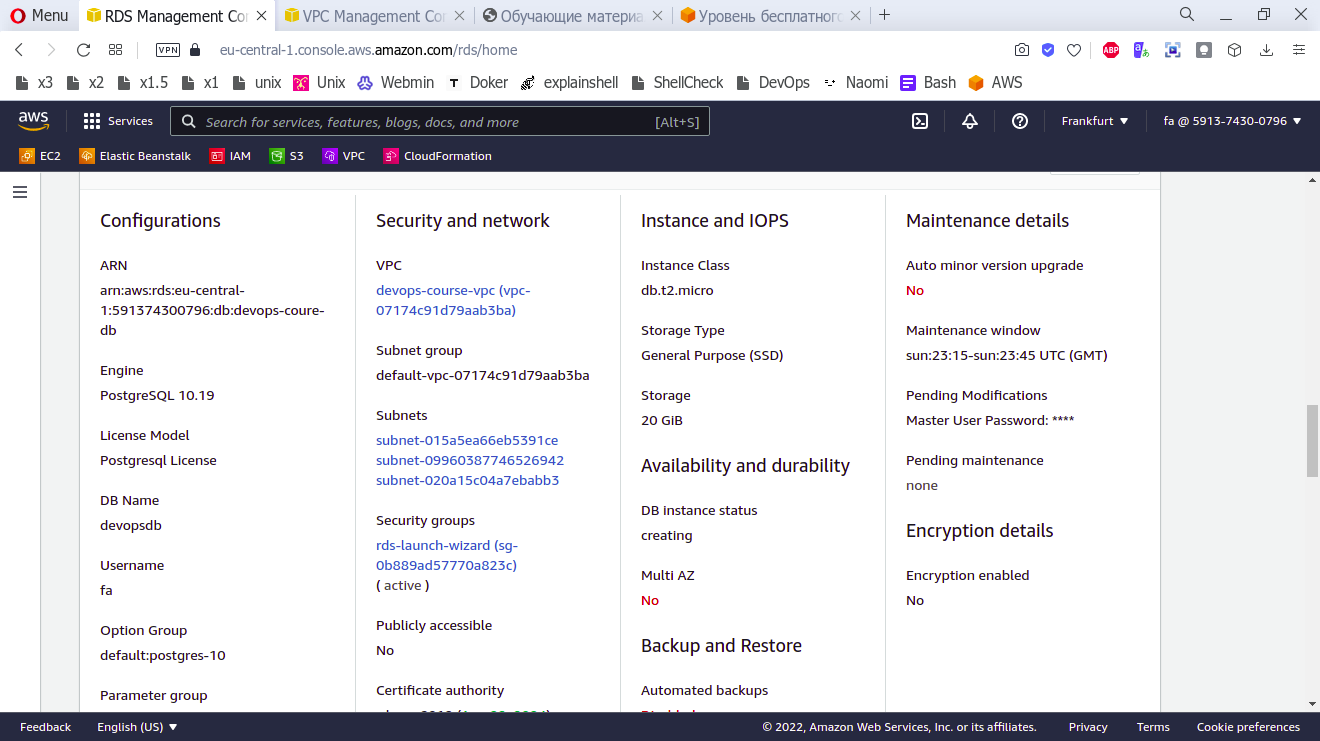 Menu
RDS Management Co
VPC Management Co
Обучающие материа
Уровень бесплатног
VPN
eu-central-1.console.aws.amazon.com/rds/home
ABP
x3
x2
x1.5
x1
unix
Unix
Webmin
T Doker
explainshell
ShellCheck
DevOps
Naomi
Bash
AWS
aws
Services
Search for services, features, blogs, docs, and more
[Alt+S]
Frankfurt
fa @ 5913-7430-0796
EC2
Elastic Beanstalk
IAM
S3
VPC
CloudFormation
Configurations
ARN
arn:aws:rds:eu-central-
1:591374300796:db:devops-coure-
db
Engine
PostgreSQL 10.19
License Model
Postgresql License
DB Name
devopsdb
Username
fa
Option Group
default:postgres-10
Parameter group
Security and network
VPC
devops-course-vpc (vpc-
07174c91d79aab3ba)
Subnet group
default-vpc-07174c91d79aab3ba
Subnets
subnet-015a5ea66eb5391ce
subnet-09960387746526942
subnet-020a15c04a7ebabb3
Security groups
rds-launch-wizard (sg-
0b889ad57770a823c)
( active )
Publicly accessible
No
Certificate authority
Instance and IOPS
Instance Class
db.t2.micro
Storage Type
General Purpose (SSD)
Storage
20 GiB
Availability and durability
DB instance status
creating
Multi AZ
No
Backup and Restore
Automated backups
Maintenance details
Auto minor version upgrade
No
Maintenance window
sun:23:15-sun:23:45 UTC (GMT)
Pending Modifications
Master User Password: ****
Pending maintenance
none
Encryption details
Encryption enabled
No
Feedback
English (US)
© 2022, Amazon Web Services, Inc. or its affiliates.
Privacy
Terms
Cookie preferences